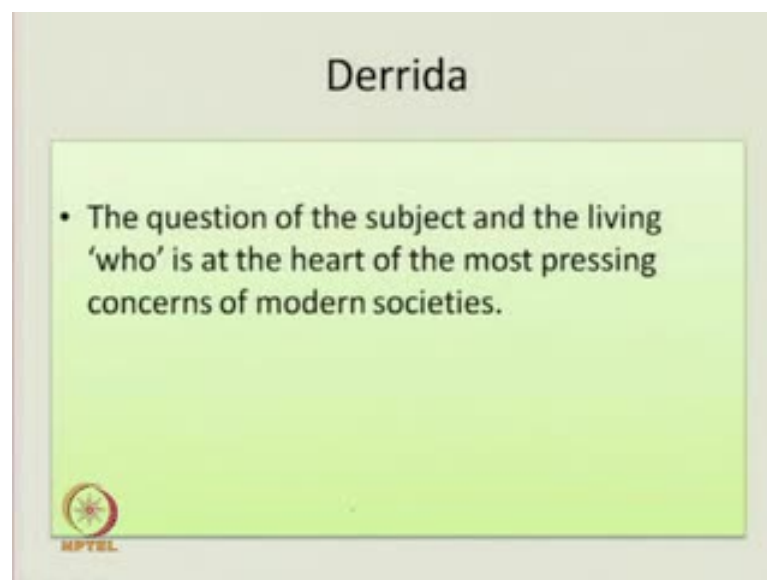 Derrida
• The question of the subject and the living
‘who’ is at the heart of the most pressing
concerns of modern societies.
NPTEL